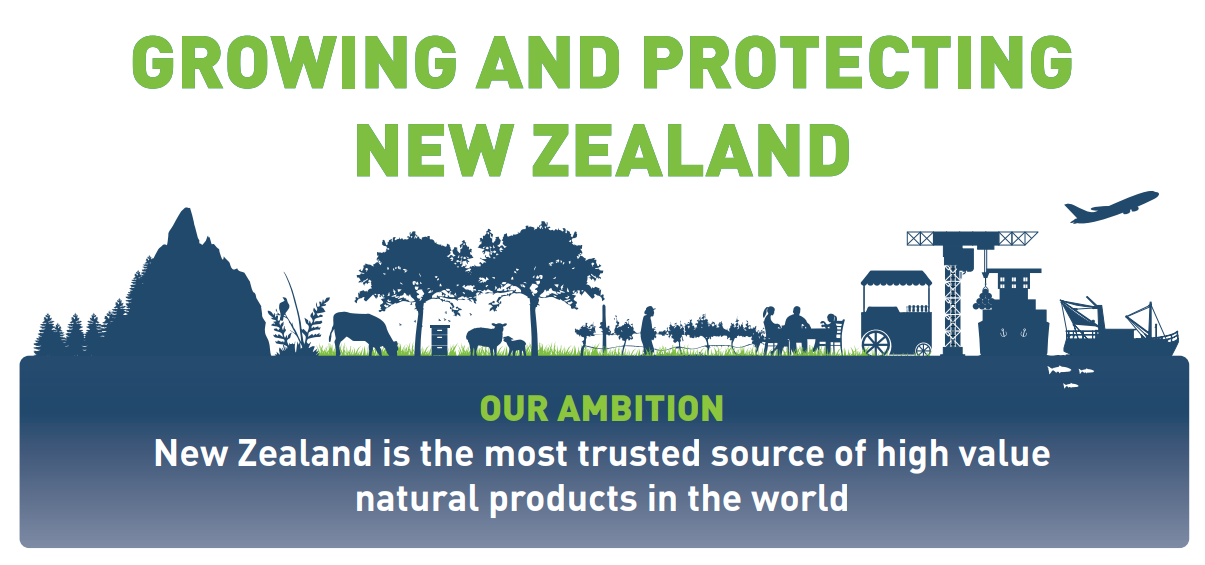 GROWING AND PROTECTING
NEW ZEALAND
OUR AMBITION
New Zealand is the most trusted source of high value
natural products in the world